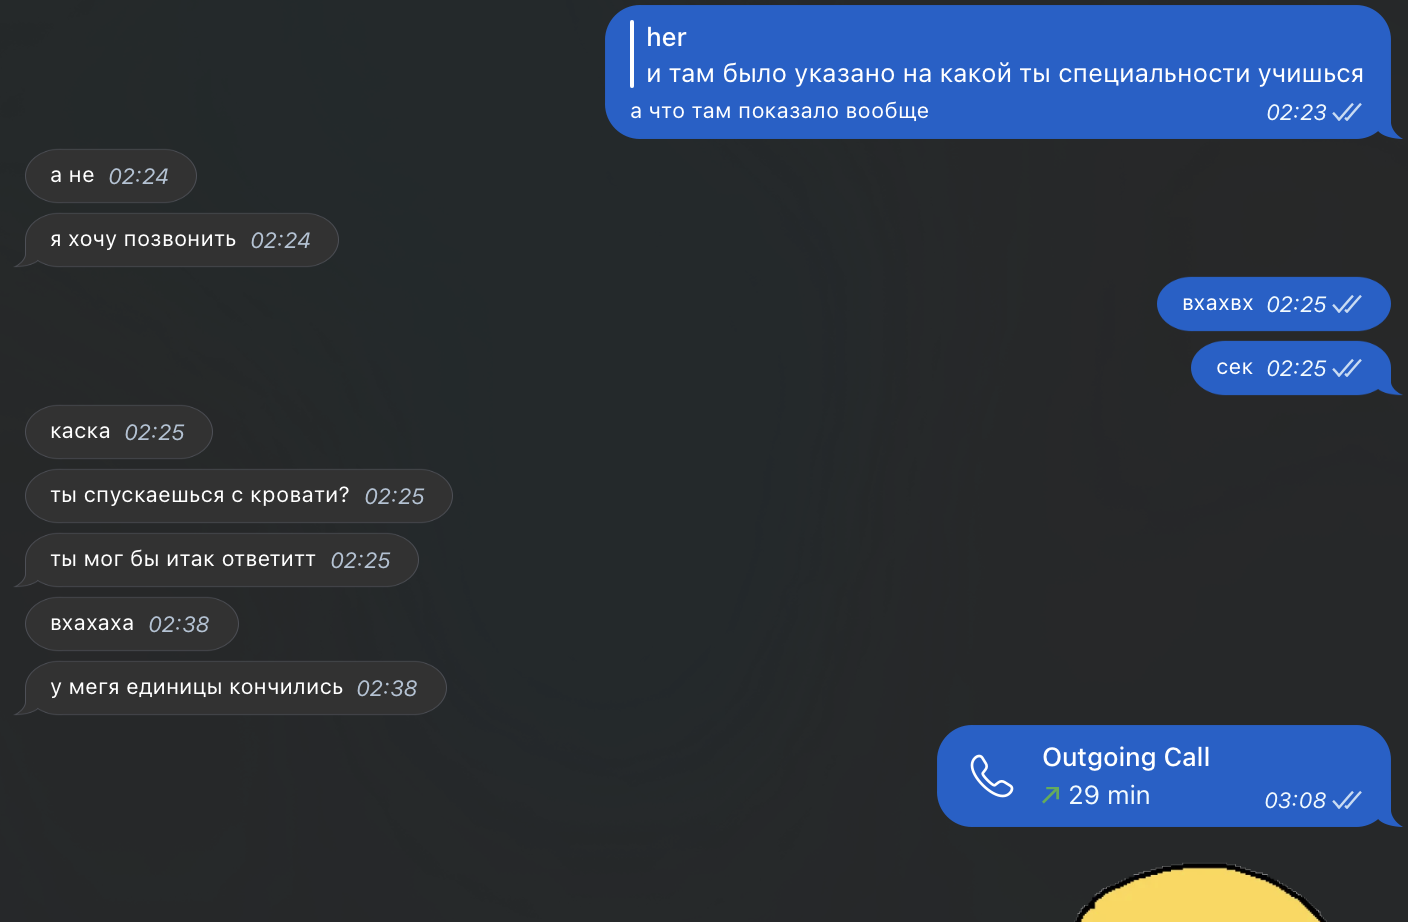 her
и там было указано на какой ты специальности учишься
а что там показало вообще 02:23
а не 02:24
я хочу позвонить 02:24
вхахвх 02:25
сек 02:25
каска 02:25
ты спускаешься с кровати? 02:25
ты мог бы итак ответитт 02:25
вхахаха 02:38
у мегя единицы кончились 02:38
Outgoing Call
29 min 03:08